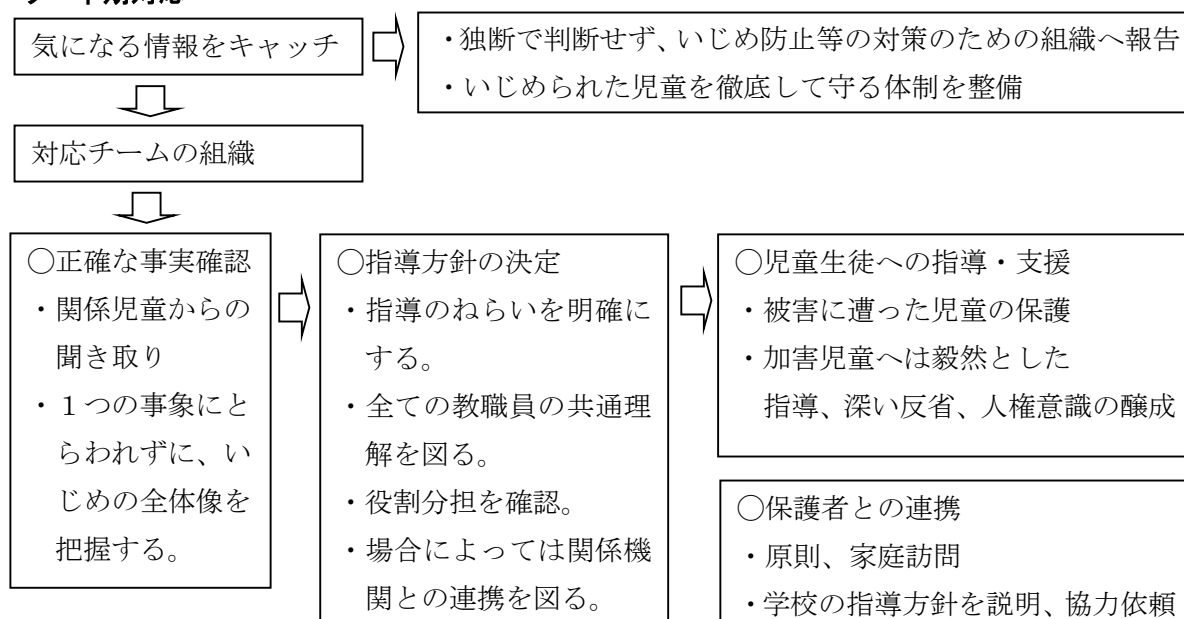 気になる情報をキャッチ
・独断で判断せず、いじめ防止等の対策のための組織へ報告
・いじめられた児童を徹底して守る体制を整備
対応チームの組織
○正確な事実確認
・関係児童からの
聞き取り
・１つの事象にと
らわれずに、い
じめの全体像を
把握する。
○指導方針の決定
・指導のねらいを明確に
する。
・全ての教職員の共通理
解を図る。
・役割分担を確認。
・場合によっては関係機
関との連携を図る。
○児童生徒への指導・支援
・被害に遭った児童の保護
・加害児童へは毅然とした
指導、深い反省、人権意識の醸成
○保護者との連携
・原則、家庭訪問
・学校の指導方針を説明、協力依頼